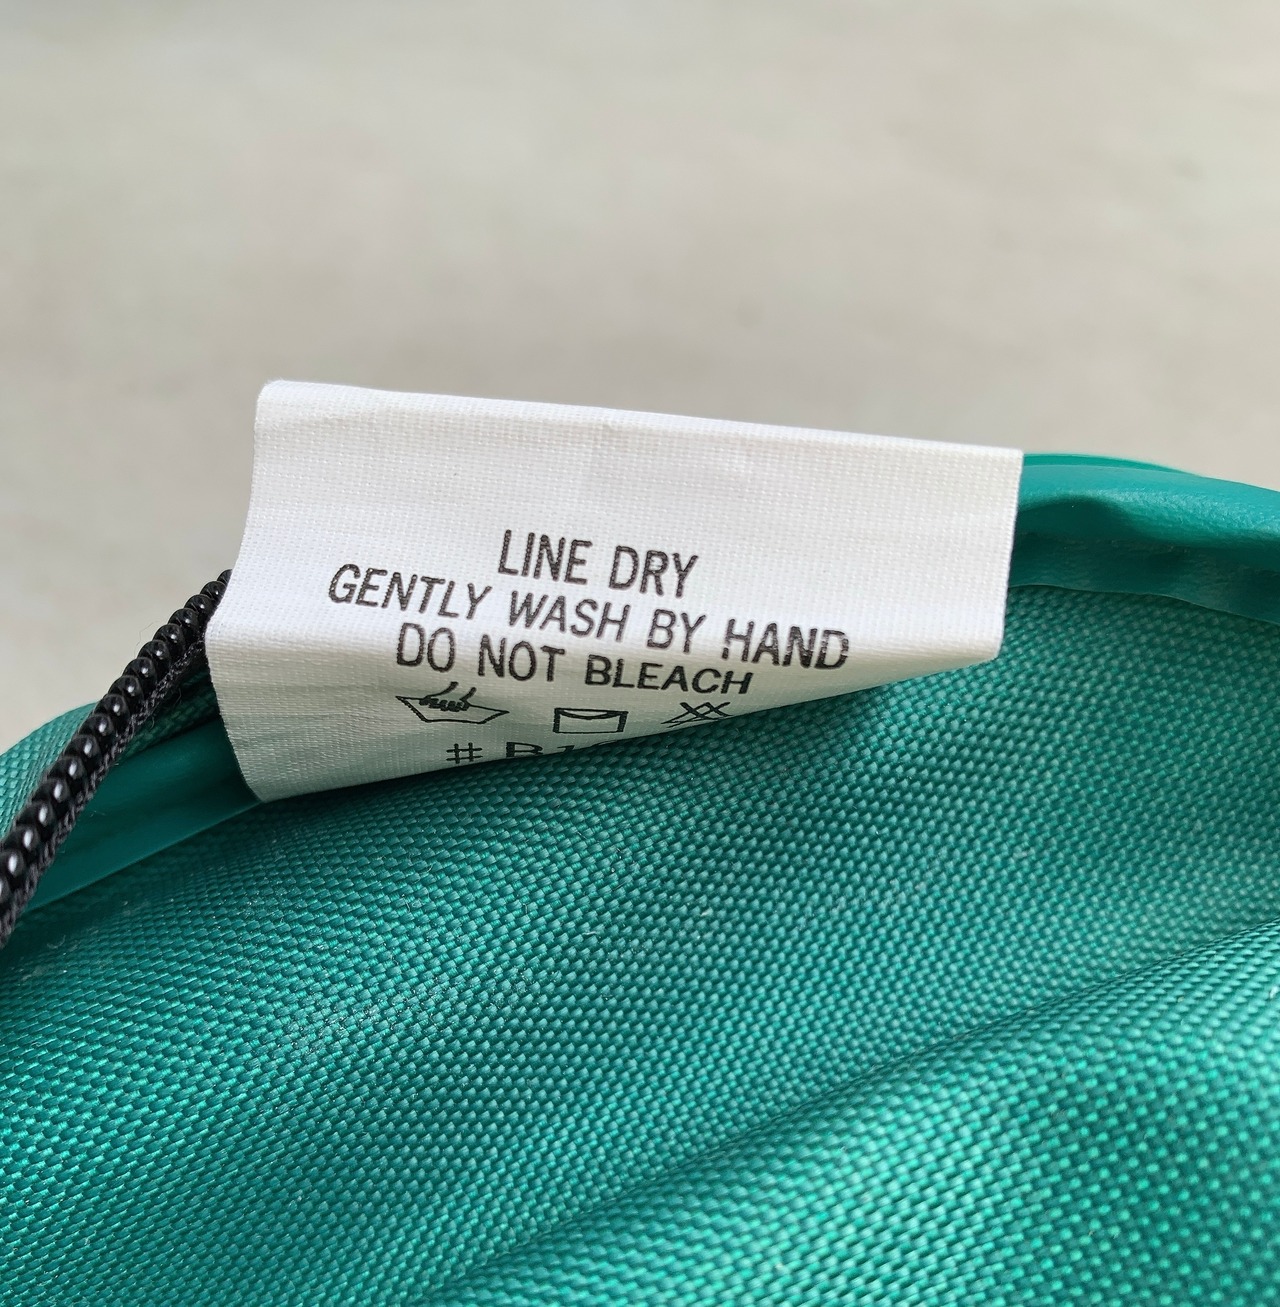 LINE DRY
GENTLY WASH BY HAND
DO NOT BLEACH
#